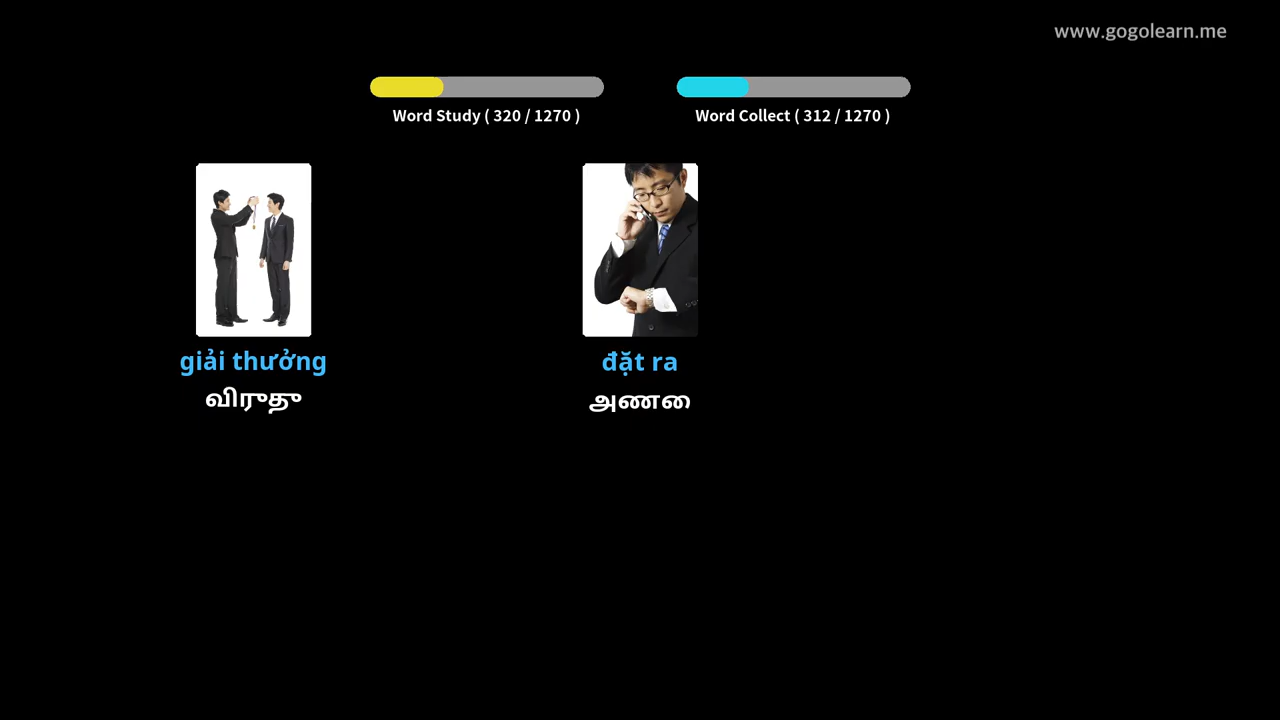 www.gogolearn.me
Word Study ( 320 / 1270 )
Word Collect ( 312 / 1270 )
giải thưởng
விருது
đặt ra
அணை